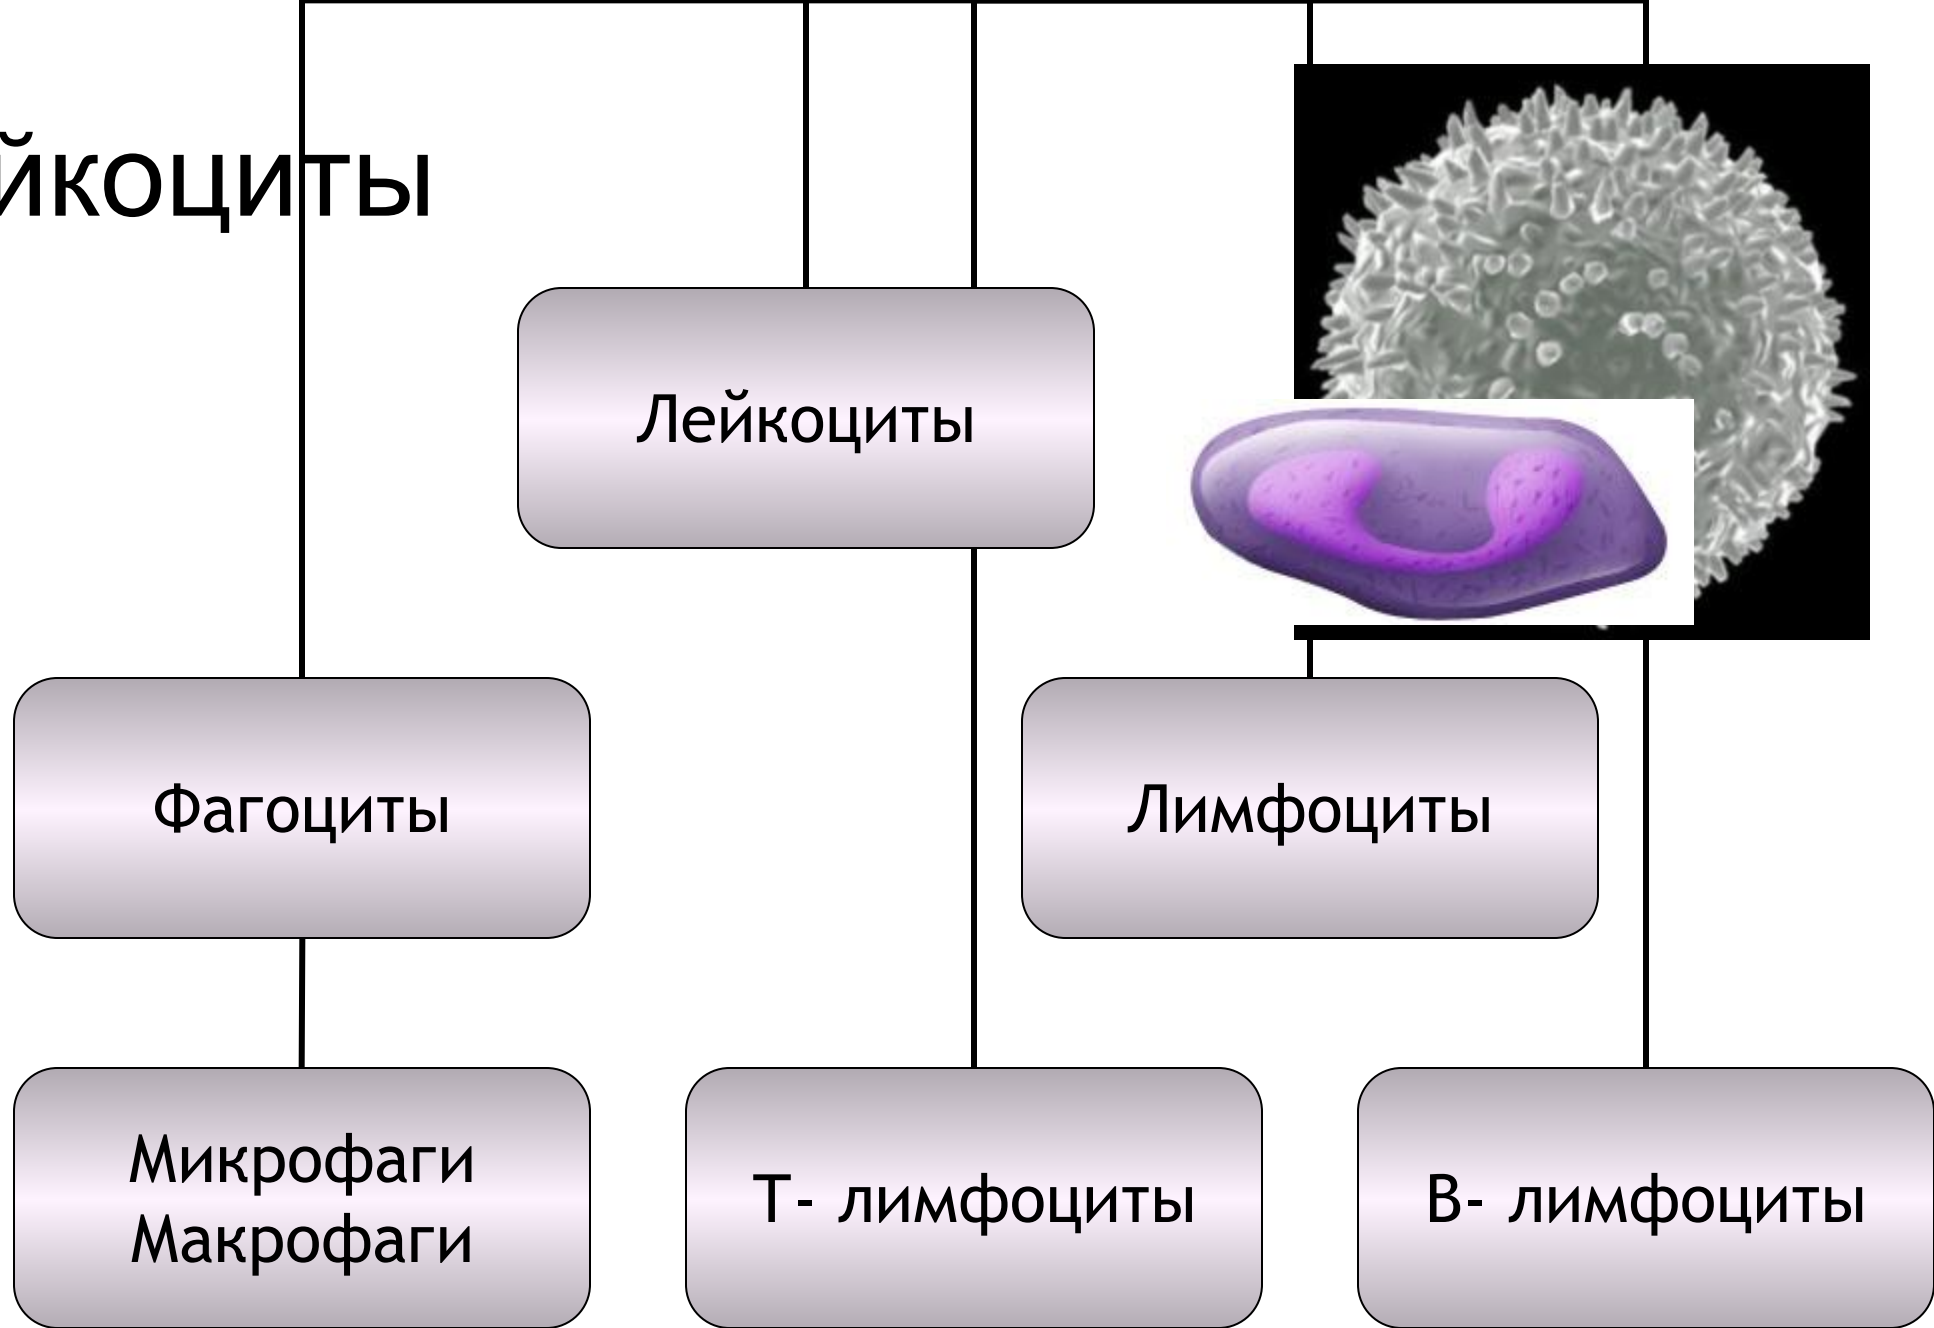 йкоциты
Лейкоциты
Фагоциты
Лимфоциты
Микрофаги
Макрофаги
Т- лимфоциты
В- лимфоциты